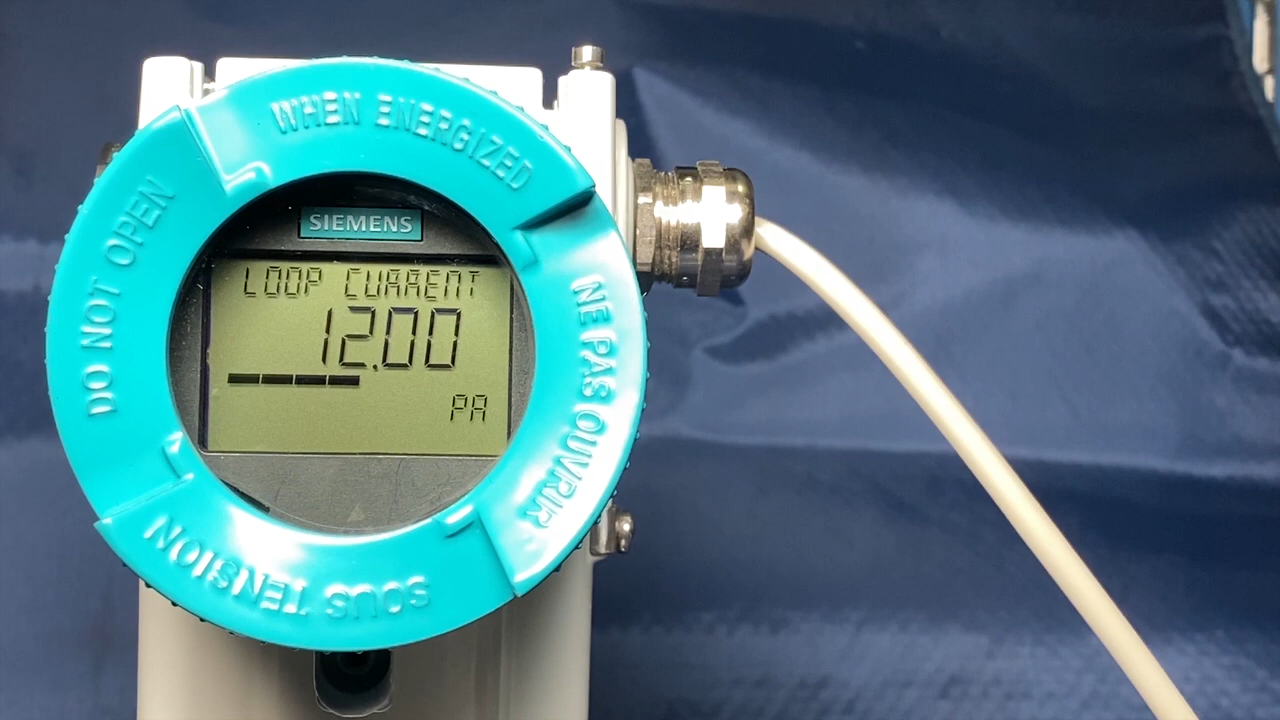 DO NOT OPEN
WHEN ENERGIZED
NE PAS OUVRIR
SOUS TENSION
SIEMENS
LOOP CURRENT
12.00
PA